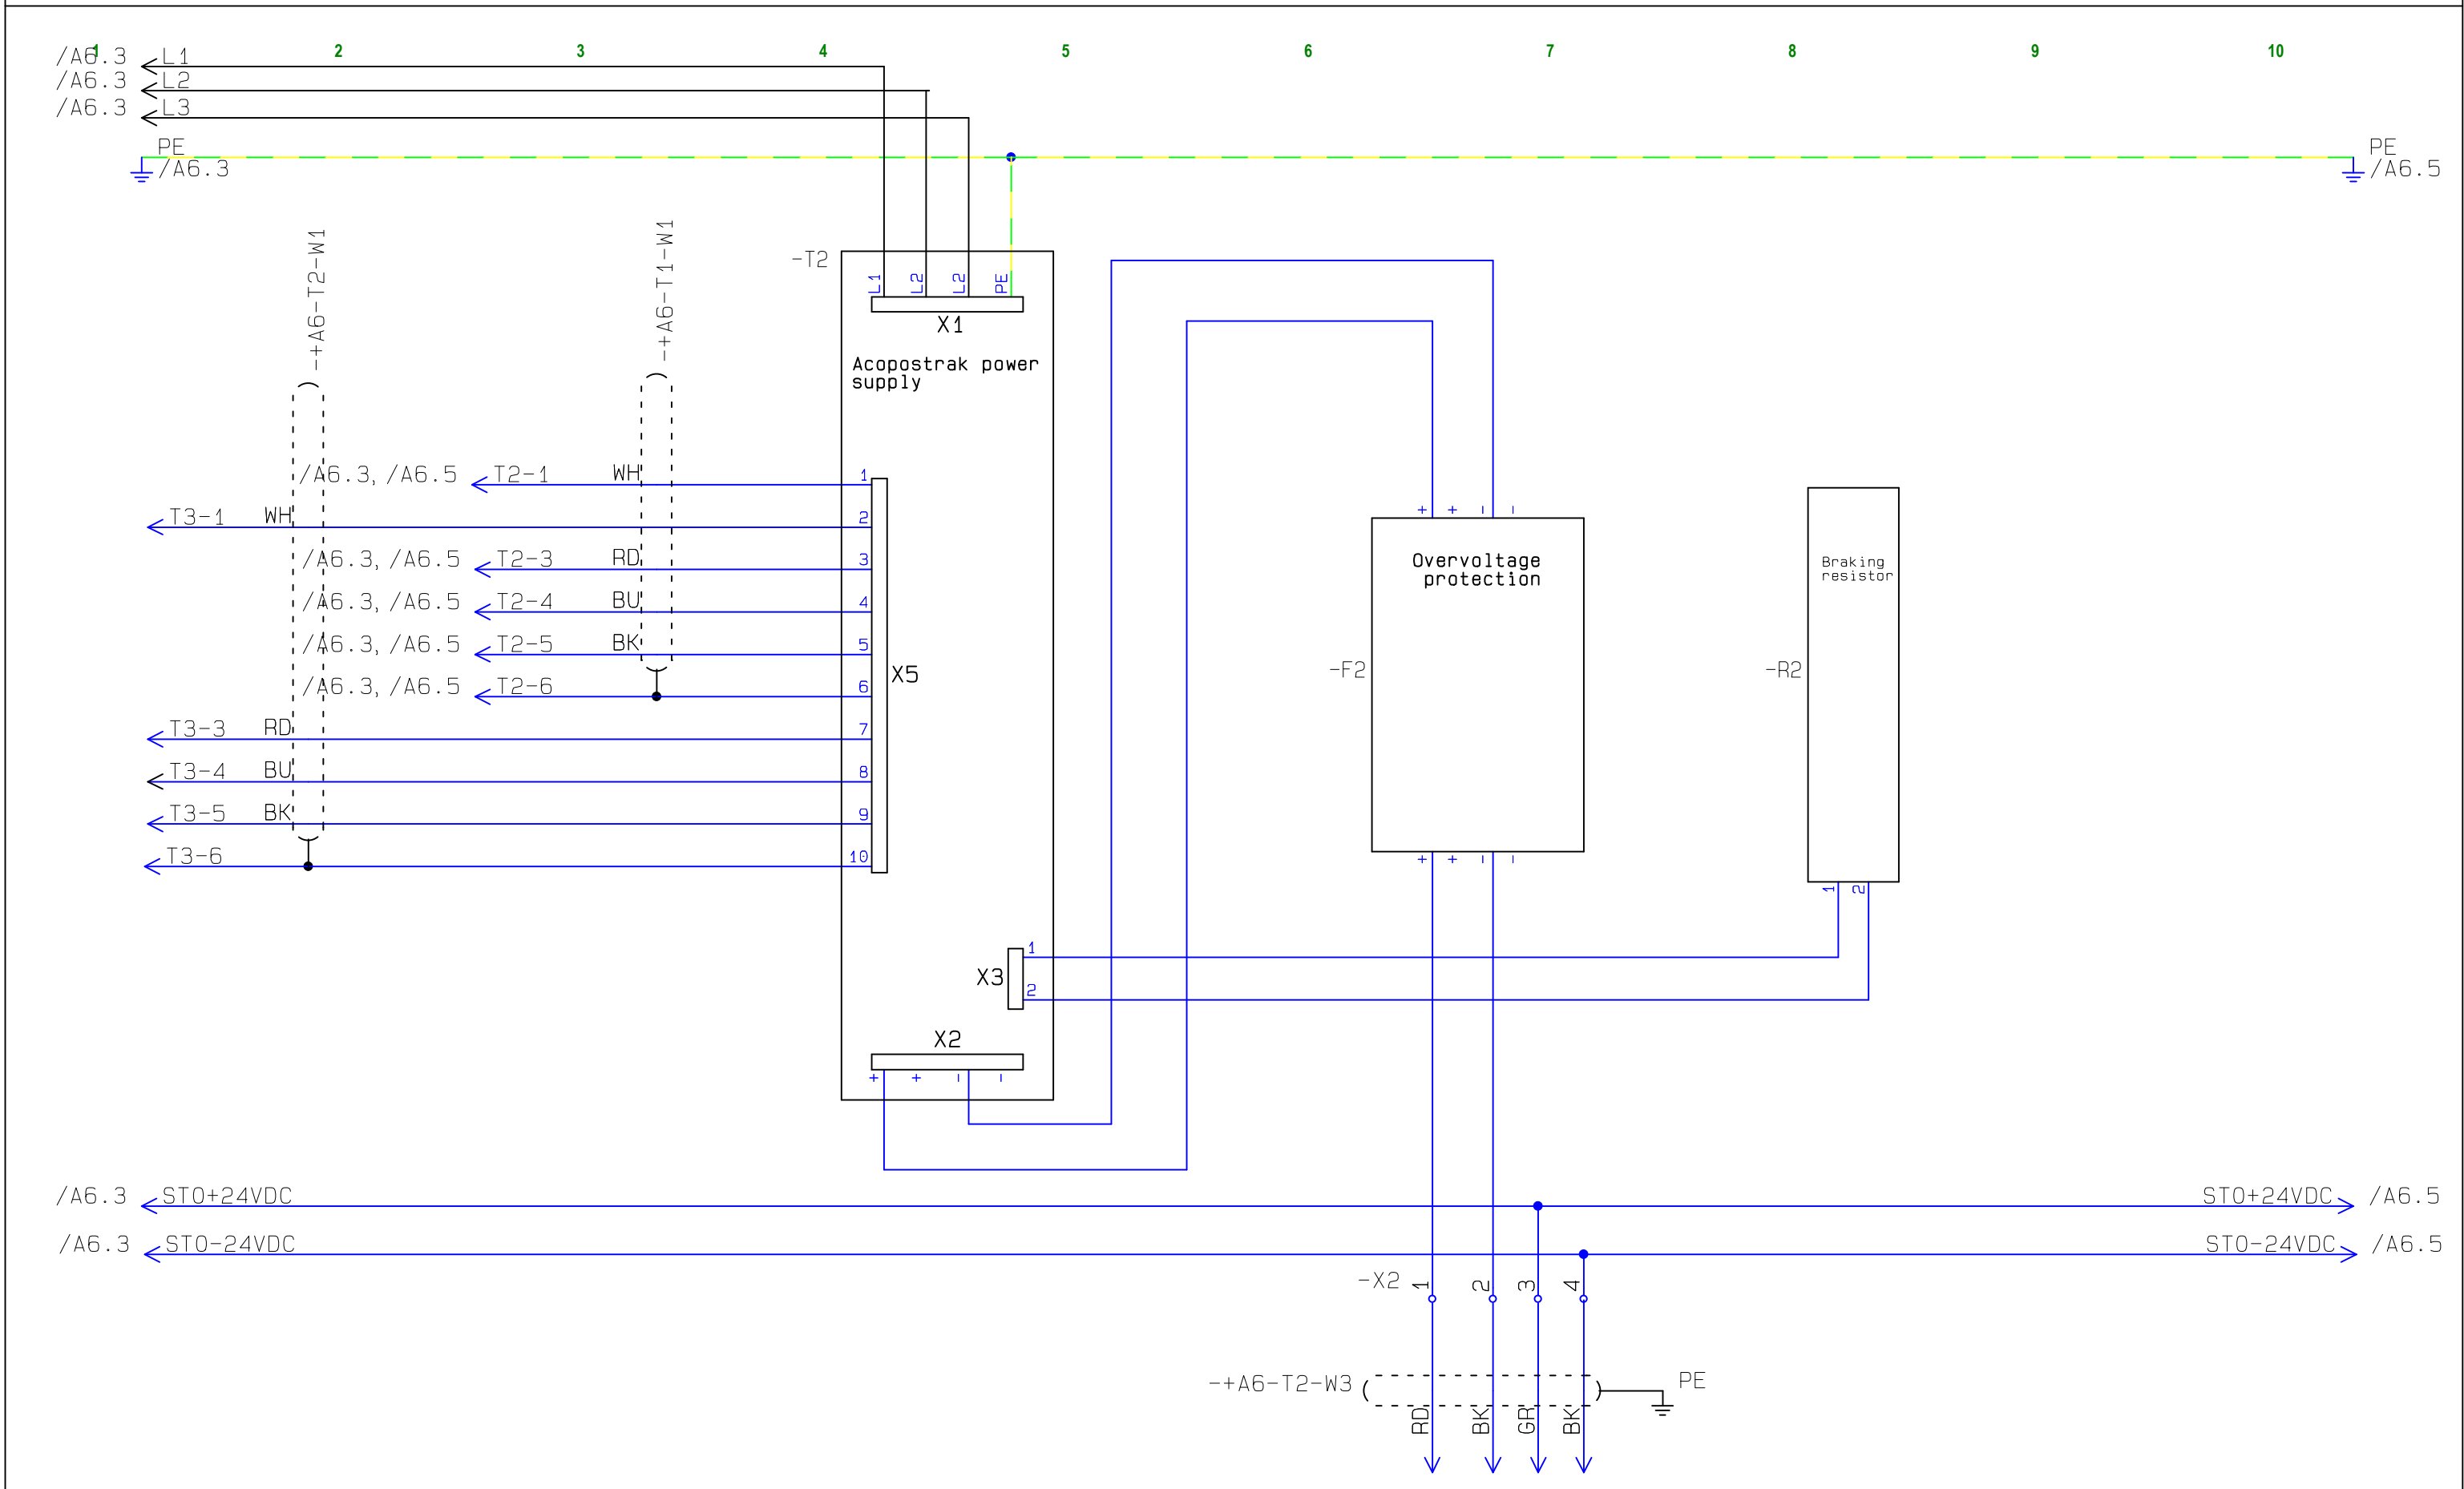 1 2 3 4 5 6 7 8 9 10
/A6.3 L1
/A6.3 L2
/A6.3 L3
PE PE
/A6.3 /A6.5
-+A6-T2-W1
-+A6-T1-W1
-T2
L1 L2 L2 PE
X1
Acopostrak power
supply
/A6.3, /A6.5 T2-1 WH 1
T3-1 WH 2
/A6.3, /A6.5 T2-3 RD 3
/A6.3, /A6.5 T2-4 BU 4
/A6.3, /A6.5 T2-5 BK 5
X5
/A6.3, /A6.5 T2-6 6
T3-3 RD 7
T3-4 BU 8
T3-5 BK 9
T3-6 10
+ + - -
Overvoltage
protection
-F2
+ + - -
Braking
resistor
-R2
1 2
X3
1
2
X2
+ + - -
/A6.3 STO+24VDC STO+24VDC /A6.5
/A6.3 STO-24VDC STO-24VDC /A6.5
-X2 1 2 3 4
-+A6-T2-W3 PE
RD BK GR BK